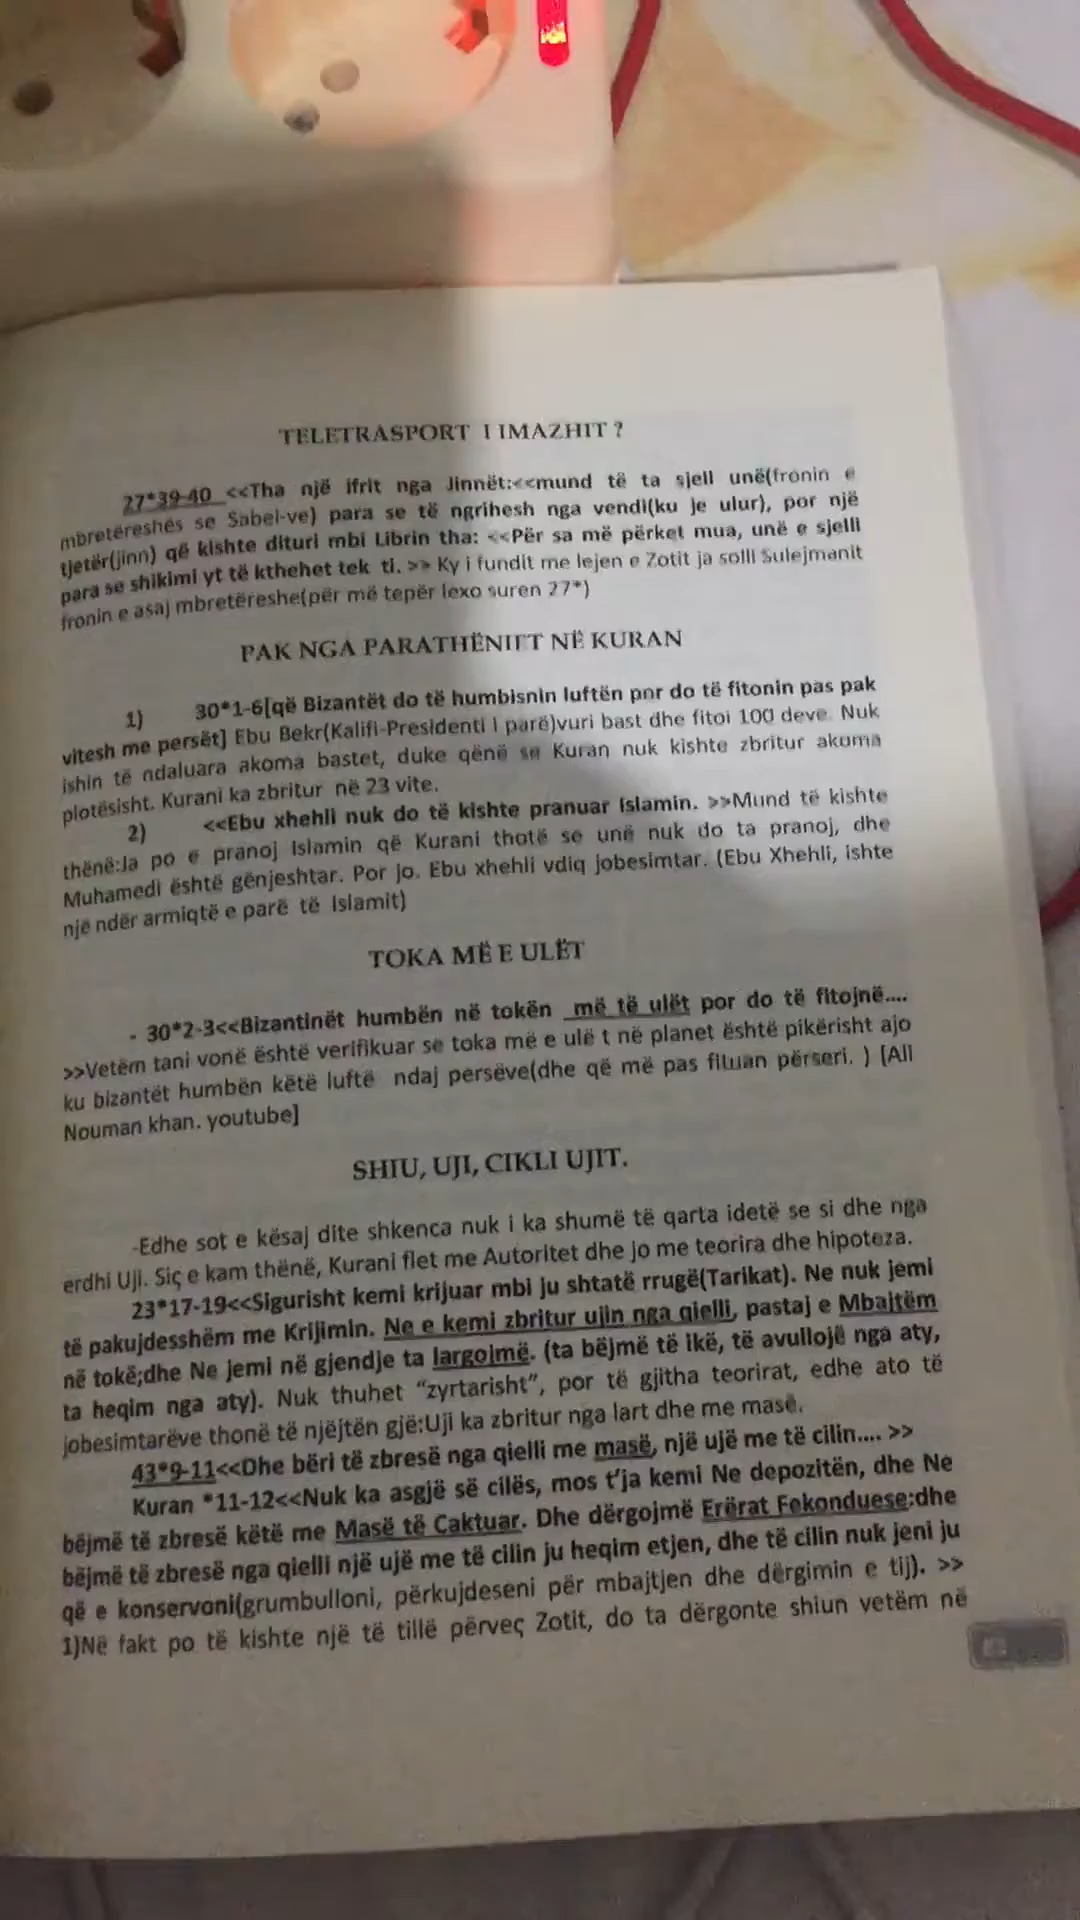 TELETRASPORT I IMAZHIT ?
27*39-40 <<Tha një ifrit nga Jinnët:<<mund të ta sjell unë(fronin e
mbretëreshës se Sabei-ve) para se të ngrihesh nga vendi(ku je ulur), por një
tjetër(jinn) që kishte dituri mbi Librin tha: <<Për sa më përket mua, unë e sjelli
para se shikimi yt të kthehet tek ti. >> Ky i fundit me lejen e Zotit ja solli Sulejmanit
fronin e asaj mbretëreshe(për më tepër lexo suren 27*)
PAK NGA PARATHËNIET NË KURAN
1) 30*1-6[që Bizantët do të humbisnin luftën por do të fitonin pas pak
vitesh me persët] Ebu Bekr(Kalifi-Presidenti I parë)vuri bast dhe fitoi 100 deve. Nuk
ishin të ndaluara akoma bastet, duke qënë se Kuran nuk kishte zbritur akoma
plotësisht. Kurani ka zbritur në 23 vite.
2) <<Ebu xhehli nuk do të kishte pranuar Islamin. >>Mund të kishte
thënë:Ja po e pranoj Islamin që Kurani thotë se unë nuk do ta pranoj, dhe
Muhamedi është gënjeshtar. Por jo. Ebu xhehli vdiq jobesimtar. (Ebu Xhehli, ishte
një ndër armiqtë e parë të Islamit)
TOKA MË E ULËT
- 30*2-3<<Bizantinët humbën në tokën më të ulët por do të fitojnë....
>>Vetëm tani vonë është verifikuar se toka më e ulë t në planet është pikërisht ajo
ku bizantët humbën këtë luftë ndaj persëve(dhe që më pas fituan përseri. ) [Ali
Nouman khan. youtube]
SHIU, UJI, CIKLI UJIT.
-Edhe sot e kësaj dite shkenca nuk i ka shumë të qarta idetë se si dhe nga
erdhi Uji. Siç e kam thënë, Kurani flet me Autoritet dhe jo me teorira dhe hipoteza.
23*17-19<<Sigurisht kemi krijuar mbi ju shtatë rrugë(Tarikat). Ne nuk jemi
të pakujdesshëm me Krijimin. Ne e kemi zbritur ujin nga qielli, pastaj e Mbajtëm
në tokë;dhe Ne jemi në gjendje ta largojmë. (ta bëjmë të ikë, të avullojë nga aty,
ta heqim nga aty). Nuk thuhet “zyrtarisht”, por të gjitha teorirat, edhe ato të
jobesimtarëve thonë të njëjtën gjë:Uji ka zbritur nga lart dhe me masë.
43*9-11<<Dhe bëri të zbresë nga qielli me masë, një ujë me të cilin.... >>
Kuran *11-12<<Nuk ka asgjë së cilës, mos t’ja kemi Ne depozitën, dhe Ne
bëjmë të zbresë këtë me Masë të Caktuar. Dhe dërgojmë Erërat Fekonduese:dhe
bëjmë të zbresë nga qielli një ujë me të cilin ju heqim etjen, dhe të cilin nuk jeni ju
që e konservoni(grumbulloni, përkujdeseni për mbajtjen dhe dërgimin e tij). >>
1)Në fakt po të kishte një të tillë përveç Zotit, do ta dërgonte shiun vetëm në